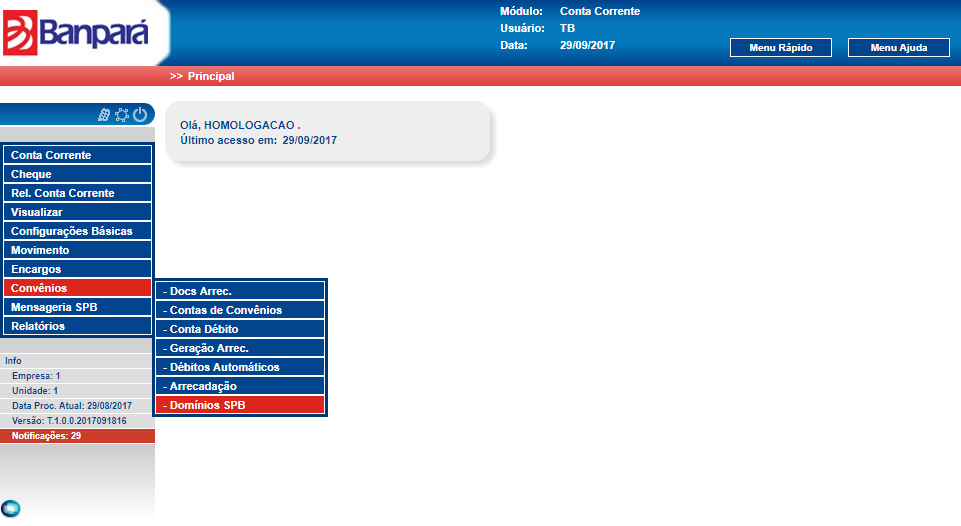 Banpará
Módulo: Conta Corrente
Usuário: TB
Data: 29/09/2017
Menu Rápido
Menu Ajuda
>> Principal
Olá, HOMOLOGACAO .
Último acesso em: 29/09/2017
Conta Corrente
Cheque
Rel. Conta Corrente
Visualizar
Configurações Básicas
Movimento
Encargos
Convênios
Mensageria SPB
Relatórios
- Docs Arrec.
- Contas de Convênios
- Conta Débito
- Geração Arrec.
- Débitos Automáticos
- Arrecadação
- Domínios SPB
Info
Empresa: 1
Unidade: 1
Data Proc. Atual: 29/08/2017
Versão: T.1.0.0.2017091816
Notificações: 29